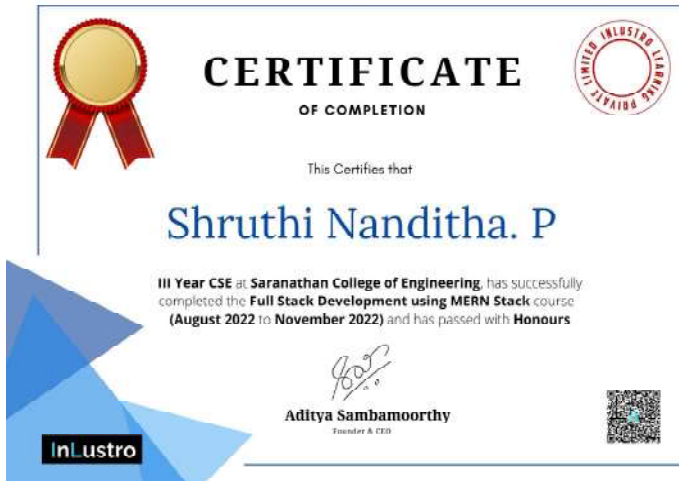 CERTIFICATE
OF COMPLETION
INLUSTRO LEARNING PRIVATE LIMITED
This Certifies that
Shruthi Nanditha. P
III Year CSE at Saranathan College of Engineering, has successfully
completed the Full Stack Development using MERN Stack course
(August 2022 to November 2022) and has passed with Honours
Aditya Sambamoorthy
Founder & CEO
InLustro